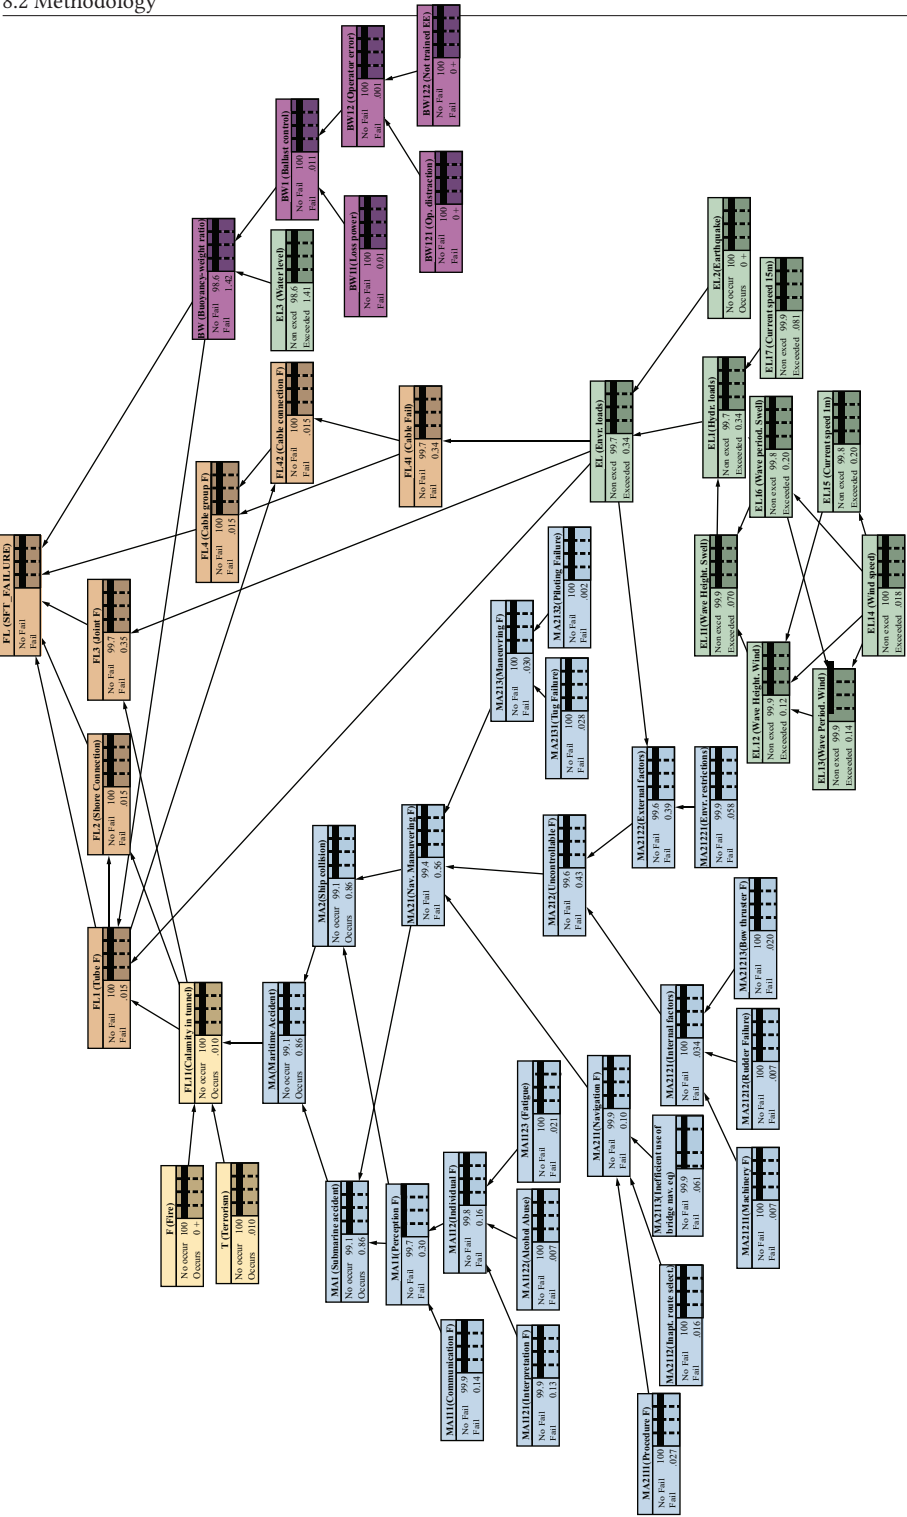 8.2 Methodology
FL (SFT_FAILURE)
No Fail
Fail
FL1 (Tube F)
No Fail 100
Fail .015
FL2 (Shore Connection)
No Fail 100
Fail .015
FL3 (Joint F)
No Fail 99.7
Fail 0.35
FL4 (Cable group F)
No Fail 100
Fail .015
FL42 (Cable connection F)
No Fail 100
Fail .015
FL41 (Cable Fail)
No Fail 99.7
Fail 0.34
BW (Buoyancy-weight ratio)
No Fail 98.6
Fail 1.42
BW1 (Ballast control)
No Fail 100
Fail .011
EL3 (Water level)
Non exed 98.6
Exceeded 1.41
BW12 (Operator error)
No Fail 100
Fail .001
BW11(Loss power)
No Fail 100
Fail 0.01
BW122 (Not trained EE)
No Fail 100
Fail 0 +
BW121 (Op. distraction)
No Fail 100
Fail 0 +
FL11(Calamity in tunnel)
No occur 100
Occurs .010
F (Fire)
No occur 100
Occurs 0 +
T (Terrorism)
No occur 100
Occurs .010
MA(Maritime Accident)
No occur 99.1
Occurs 0.86
MA1 (Submarine accident)
No occur 99.1
Occurs 0.86
MA2(Ship collision)
No occur 99.1
Occurs 0.86
MA11(Perception F)
No Fail 99.7
Fail 0.30
MA111(Communication F)
No Fail 99.9
Fail 0.14
MA112(Individual F)
No Fail 99.8
Fail 0.16
MA1121(Interpretation F)
No Fail 99.9
Fail 0.13
MA1122(Alcohol Abuse)
No Fail 100
Fail .007
MA1123 (Fatigue)
No Fail 100
Fail .021
MA21(Nav. Maneuvering F)
No Fail 99.4
Fail 0.56
MA211(Navigation F)
No Fail 99.9
Fail 0.10
MA2111(Procedure F)
No Fail 100
Fail .027
MA2112(Inapt. route select.)
No Fail 100
Fail .016
MA2113(Inefficient use of
bridge nav. eq)
No Fail 99.9
Fail .061
MA212(Uncontrollable F)
No Fail 99.6
Fail 0.43
MA2121(Internal factors)
No Fail 100
Fail .034
MA21211(Machinery F)
No Fail 100
Fail .007
MA21212(Rudder Failure)
No Fail 100
Fail .007
MA21213(Bow thruster F)
No Fail 100
Fail .020
MA2122(External factors)
No Fail 99.6
Fail 0.39
MA21221(Envr. restrictions)
No Fail 99.9
Fail .058
MA213(Maneuvring F)
No Fail 100
Fail .030
MA2131(Tug Failure)
No Fail 100
Fail .028
MA2132(Piloting Failure)
No Fail 100
Fail .002
EL (Envr. loads)
Non exed 99.7
Exceeded 0.34
EL2(Earthquake)
No occur 100
Occurs 0 +
EL1(Hydr. loads)
Non exed 99.7
Exceeded 0.34
EL17(Current speed 15m)
Non exed 99.9
Exceeded .081
EL11(Wave Height. Swell)
Non exed 99.9
Exceeded .070
EL16 (Wave period. Swell)
Non exed 99.8
Exceeded 0.20
EL12 (Wave Height. Wind)
Non exed 99.9
Exceeded 0.12
EL15 (Current speed 1m)
Non exed 99.8
Exceeded 0.20
EL13(Wave Period. Wind)
Non exed 99.9
Exceeded 0.14
EL14 (Wind speed)
Non exed 100
Exceeded .018